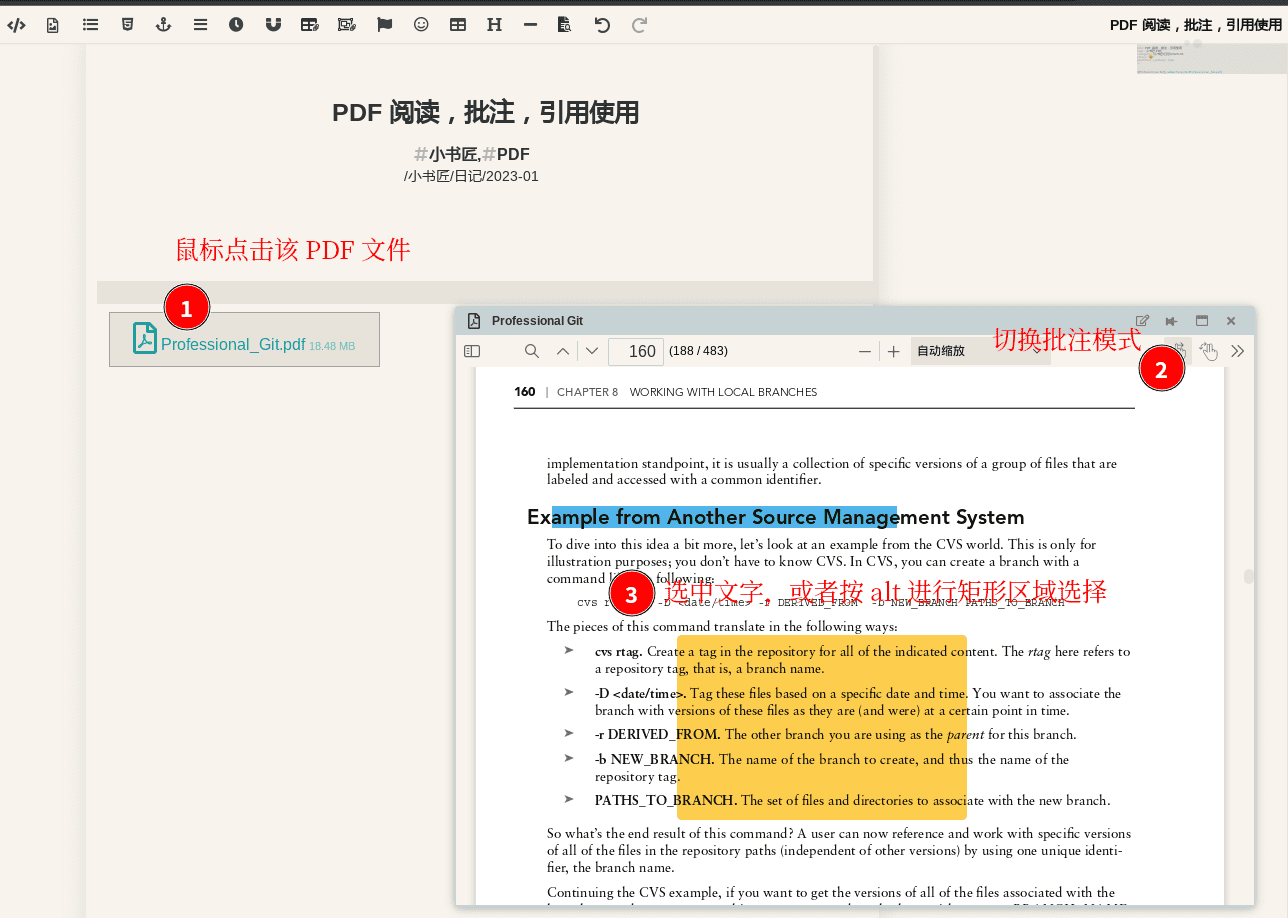 PDF 阅读，批注，引用使用
PDF 阅读，批注，引用使用
#小书匠,#PDF
/小书匠/日记/2023-01
鼠标点击该 PDF 文件
1
Professional_Git.pdf 18.48 MB
Professional Git
切换批注模式
160 (188 / 483)
自动缩放
2
160 | CHAPTER 8 WORKING WITH LOCAL BRANCHES
implementation standpoint, it is usually a collection of specific versions of a group of files that are
labeled and accessed with a common identifier.
Example from Another Source Management System
To dive into this idea a bit more, let's look at an example from the CVS world. This is only for
illustration purposes; you don't have to know CVS. In CVS, you can create a branch with a
command following:
3 选中文字，或者按 alt 进行矩形区域选择
cvs -D <date/time> -r DERIVED_FROM -b NEW_BRANCH PATHS_TO_BRANCH
The pieces of this command translate in the following ways:
➤ cvs rtag. Create a tag in the repository for all of the indicated content. The rtag here refers to
a repository tag, that is, a branch name.
➤ -D <date/time>. Tag these files based on a specific date and time. You want to associate the
branch with versions of these files as they are (and were) at a certain point in time.
➤ -r DERIVED_FROM. The other branch you are using as the parent for this branch.
➤ -b NEW_BRANCH. The name of the branch to create, and thus the name of the
repository tag.
➤ PATHS_TO_BRANCH. The set of files and directories to associate with the new branch.
So what's the end result of this command? A user can now reference and work with specific versions
of all of the files in the repository paths (independent of other versions) by using one unique identi-
fier, the branch name.
Continuing the CVS example, if you want to get the versions of all of the files associated with the